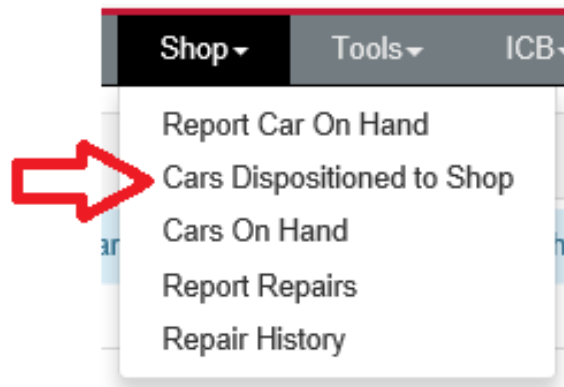 Shop Tools ICB
Report Car On Hand
Cars Dispositioned to Shop
Cars On Hand
Report Repairs
Repair History